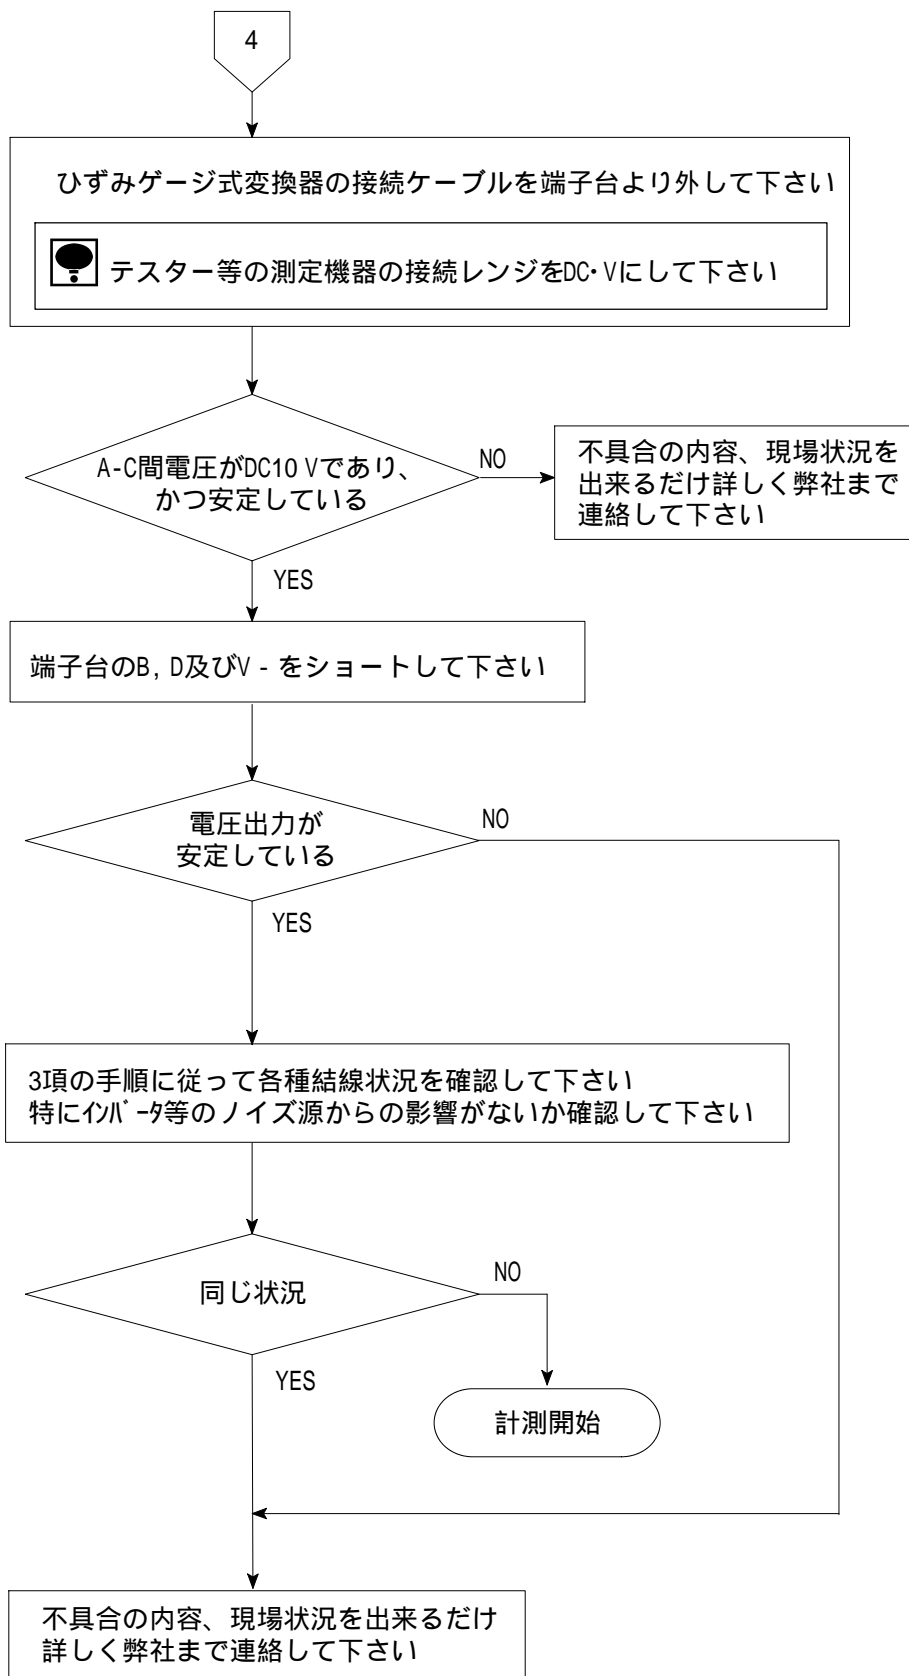 4
ひずみゲージ式変換器の接続ケーブルを端子台より外して下さい
テスター等の測定機器の接続レンジをDC・Vにして下さい
A-C間電圧がDC10 Vであり、
かつ安定している
NO
不具合の内容、現場状況を
出来るだけ詳しく弊社まで
連絡して下さい
YES
端子台のB, D及びV - をショートして下さい
電圧出力が
安定している
NO
YES
3項の手順に従って各種結線状況を確認して下さい
特にｲﾝﾊﾞｰﾀ等のノイズ源からの影響がないか確認して下さい
同じ状況
NO
YES
計測開始
不具合の内容、現場状況を出来るだけ
詳しく弊社まで連絡して下さい